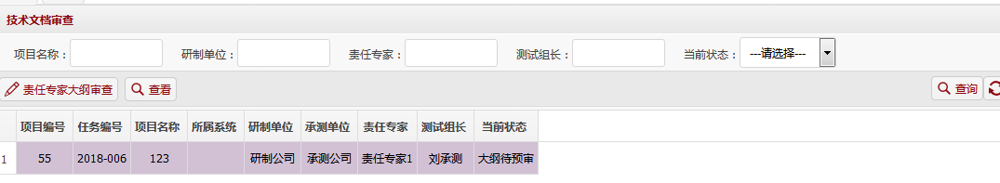 技术文档审查
项目名称： 研制单位： 责任专家： 测试组长： 当前状态： ---请选择---
责任专家大纲审查 查看 查询
项目编号 任务编号 项目名称 所属系统 研制单位 承测单位 责任专家 测试组长 当前状态
1 55 2018-006 123 研制公司 承测公司 责任专家1 刘承测 大纲待预审